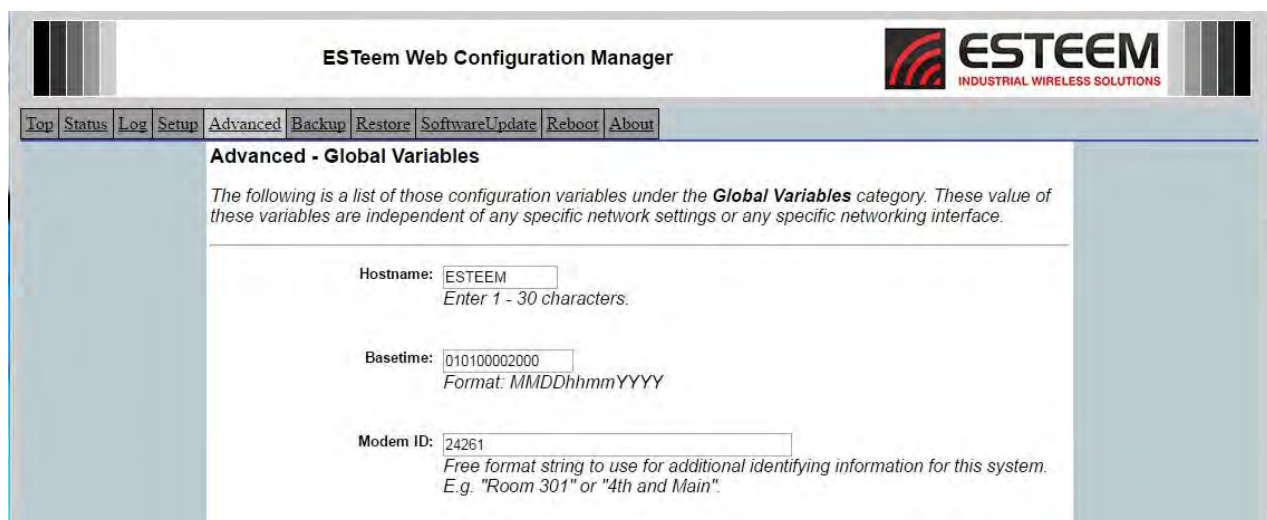 ESTeem Web Configuration Manager
ESTEEM
INDUSTRIAL WIRELESS SOLUTIONS
Top Status Log Setup Advanced Backup Restore SoftwareUpdate Reboot About
Advanced - Global Variables
The following is a list of those configuration variables under the Global Variables category. These value of
these variables are independent of any specific network settings or any specific networking interface.
Hostname: ESTEEM
Enter 1 - 30 characters.
Basetime: 010100002000
Format: MMDDhhmmYYYY
Modem ID: 24261
Free format string to use for additional identifying information for this system.
E.g. "Room 301" or "4th and Main".